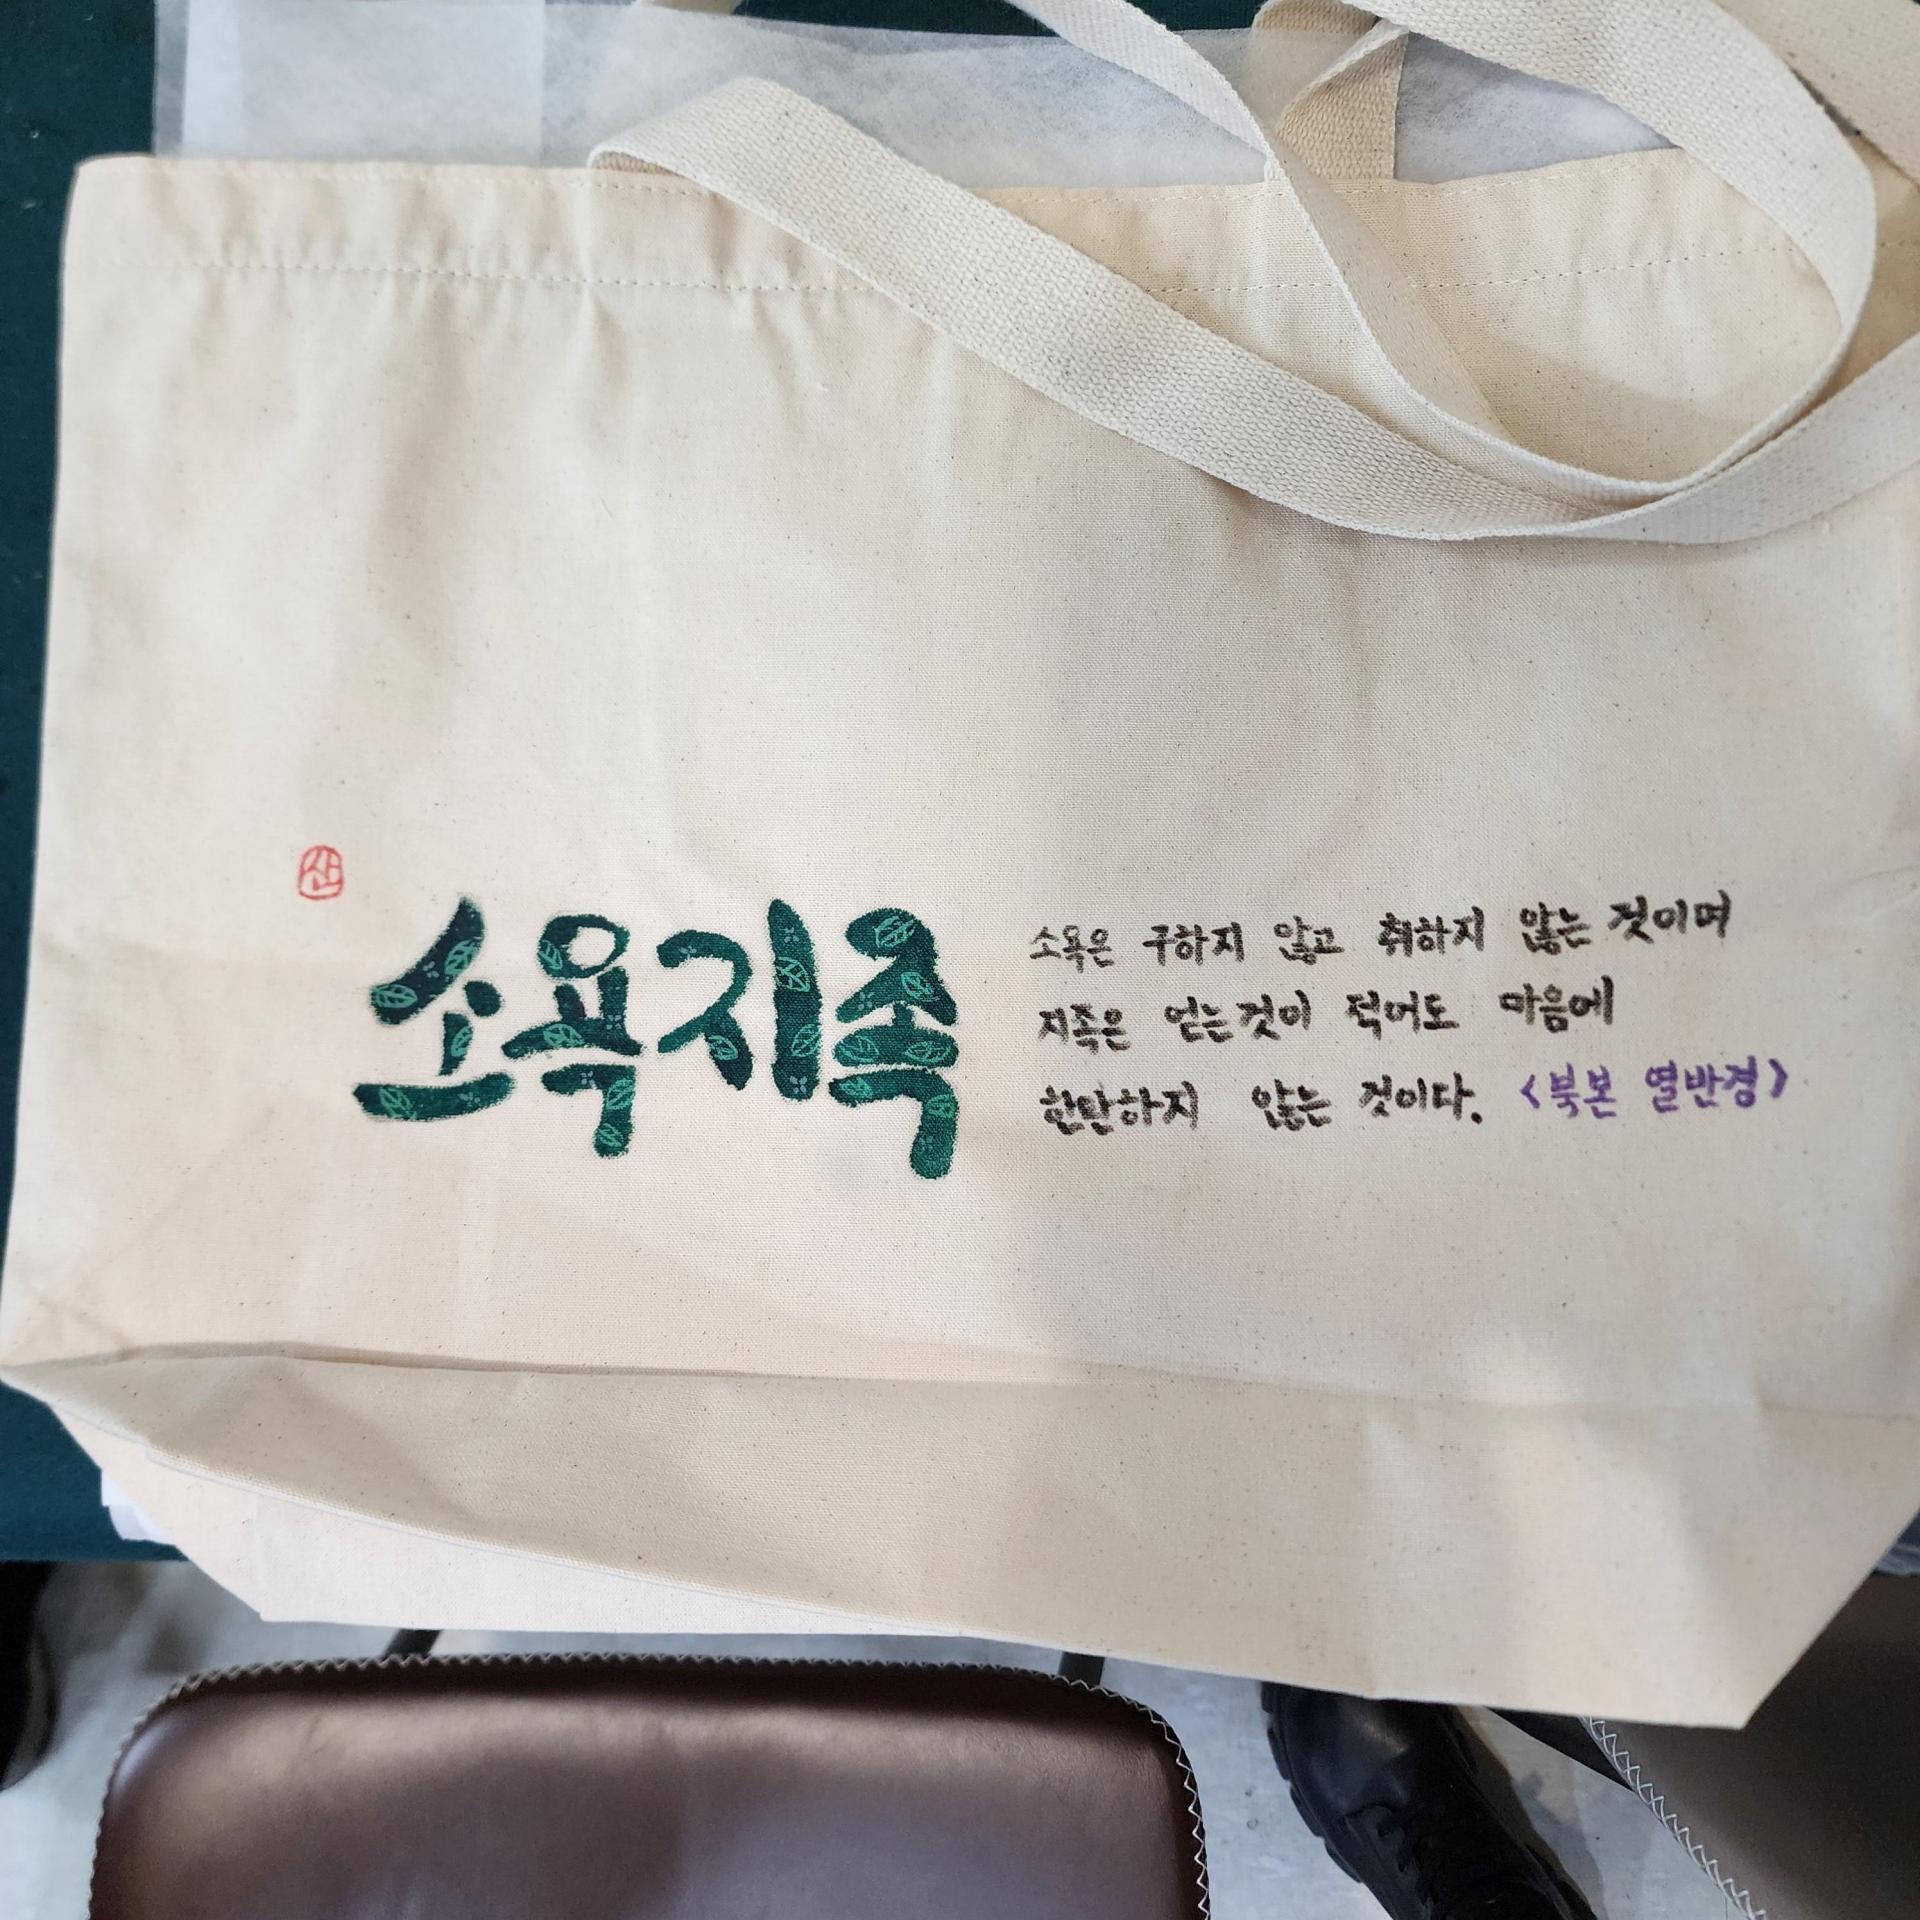 산
소욕지족
소욕은 구하지 않고 취하지 않는 것이며
지족은 얻는것이 적어도 마음에
한탄하지 않는 것이다. <북본 열반경>